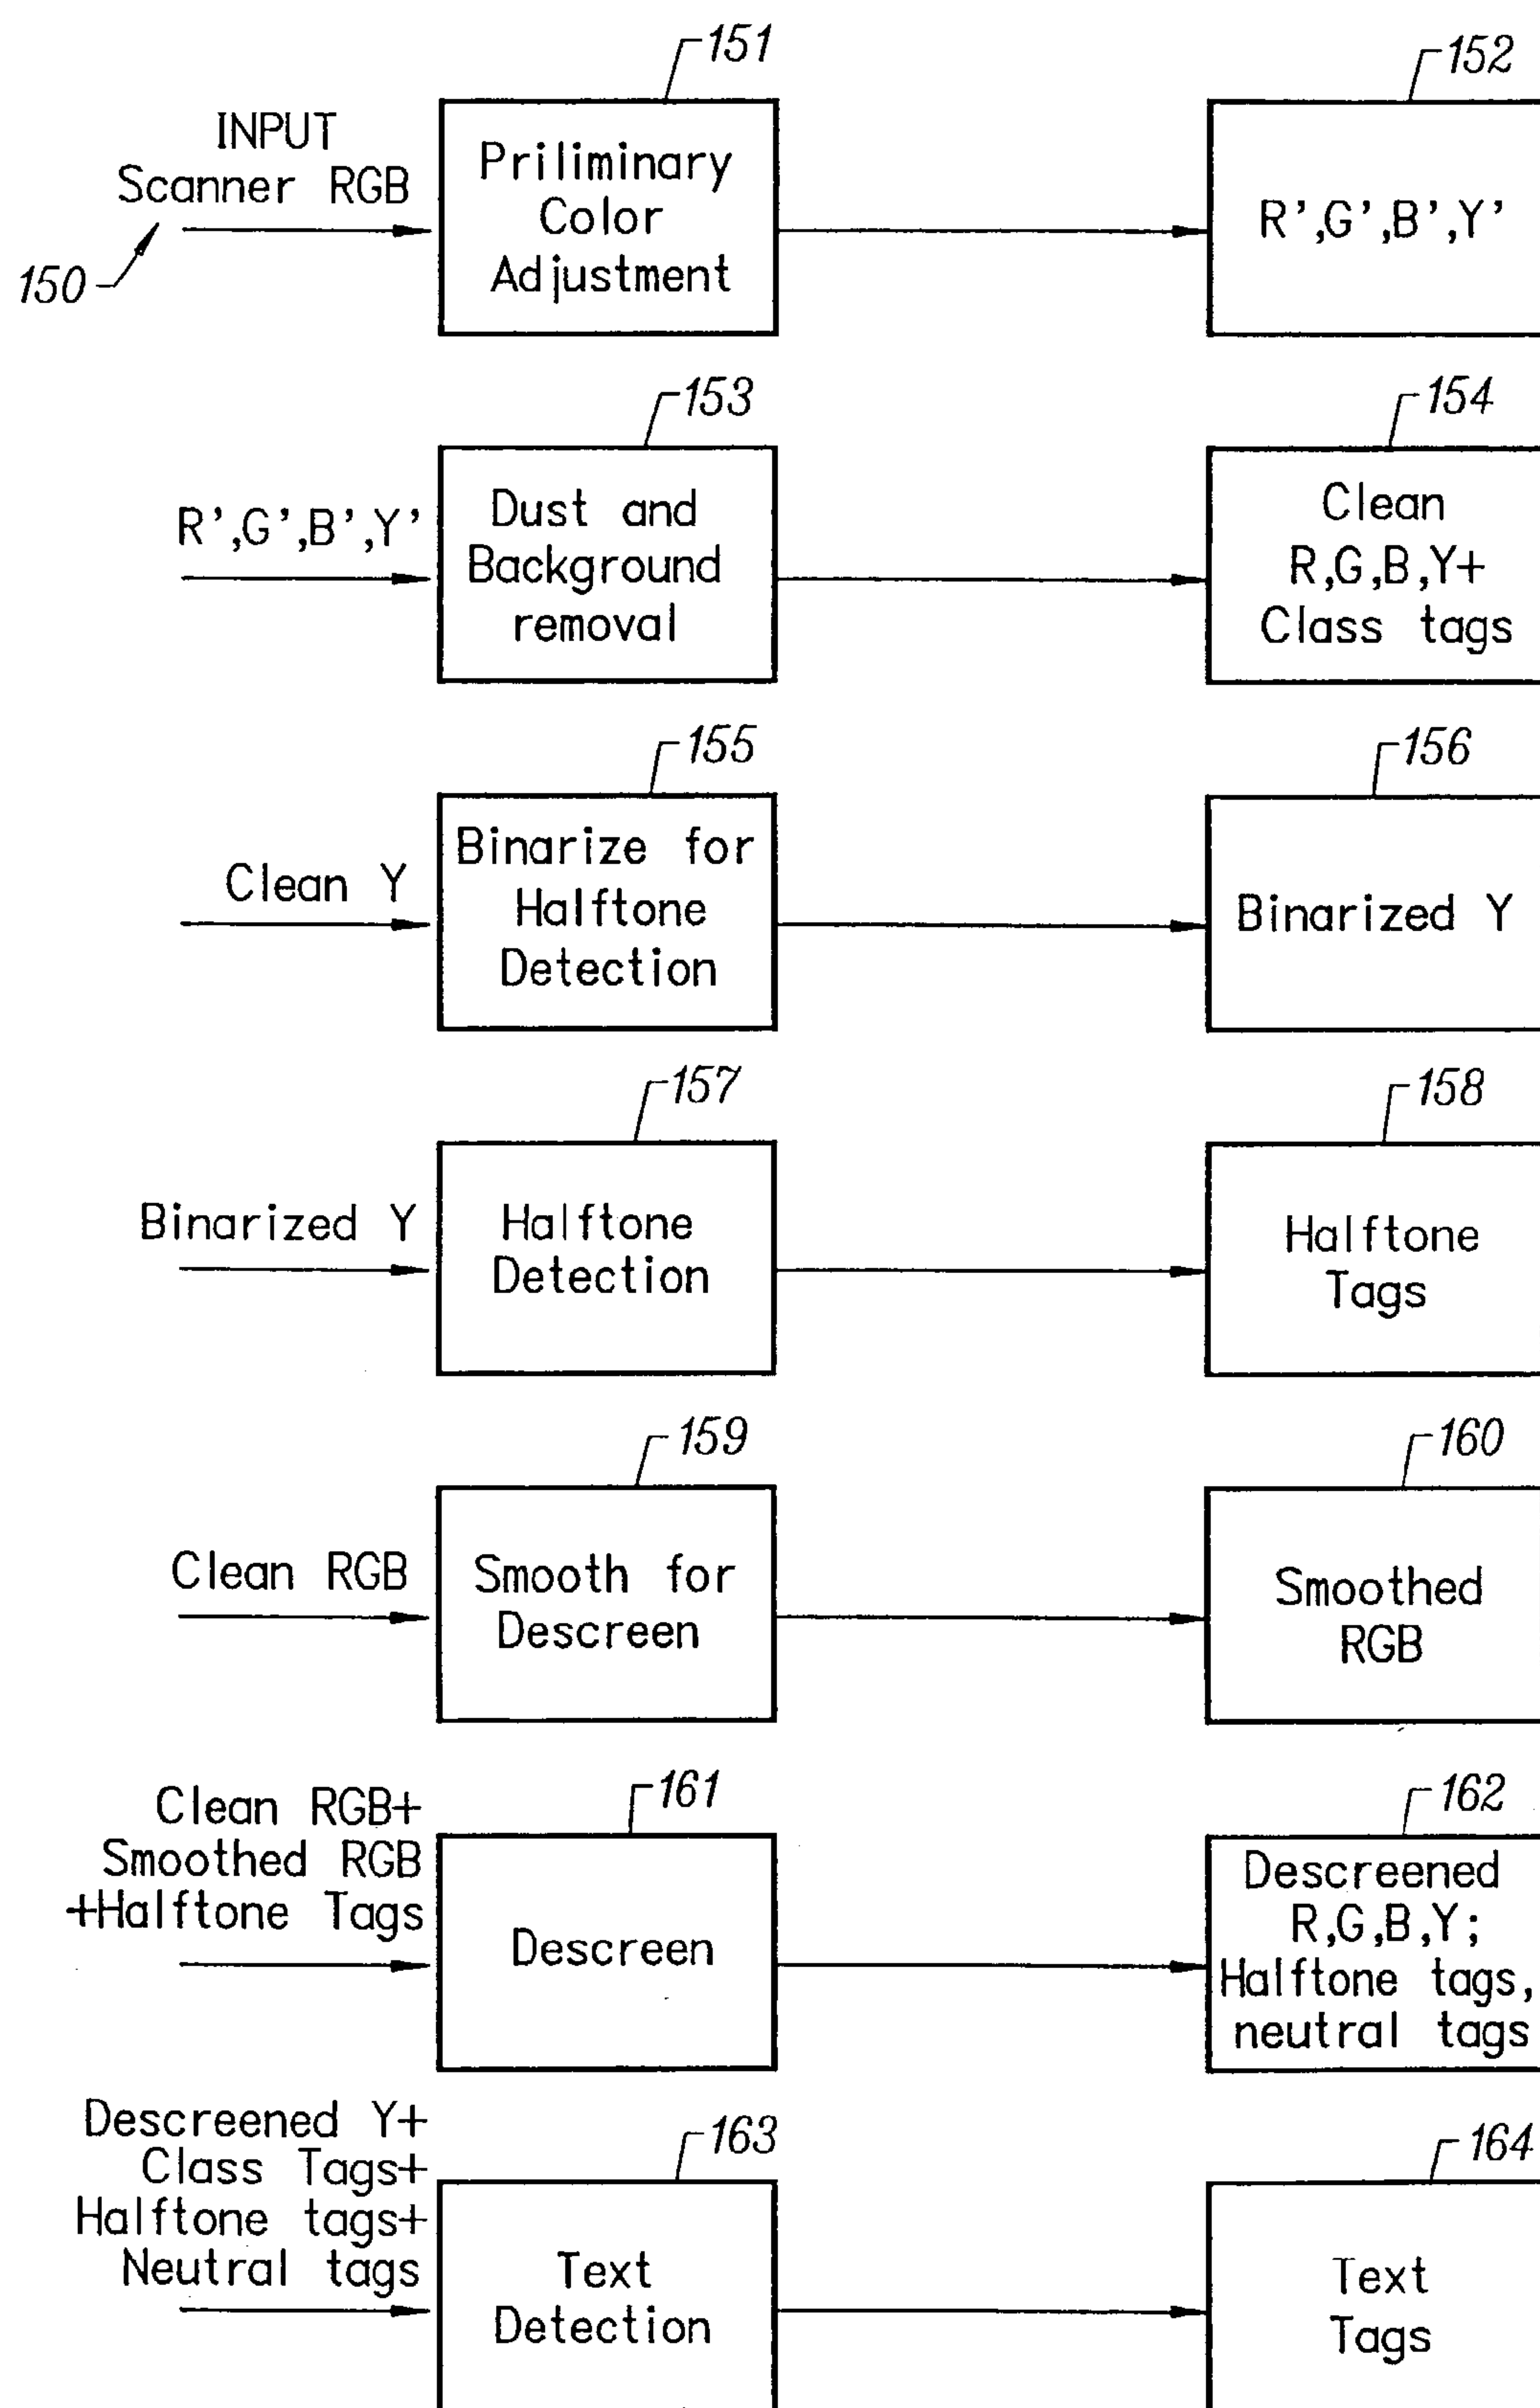 151
152
INPUT
Scanner RGB
150
Priliminary
Color
Adjustment
R',G',B',Y'
153
154
R',G',B',Y'
Dust and
Background
removal
Clean
R,G,B,Y+
Class tags
155
156
Clean Y
Binarize for
Halftone
Detection
Binarized Y
157
158
Binarized Y
Halftone
Detection
Halftone
Tags
159
160
Clean RGB
Smooth for
Descreen
Smoothed
RGB
161
162
Clean RGB+
Smoothed RGB
+Halftone Tags
Descreen
Descreened
R,G,B,Y;
Halftone tags,
neutral tags
163
164
Descreened Y+
Class Tags+
Halftone tags+
Neutral tags
Text
Detection
Text
Tags